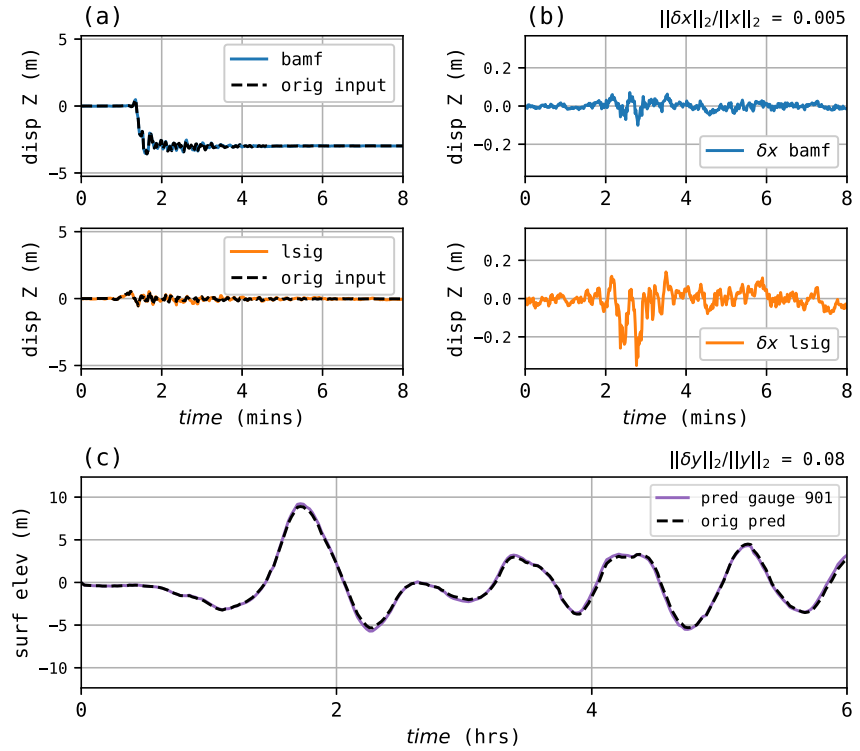 (a)
(b)
||δx||₂/||x||₂ = 0.005
5
0
−5
disp Z (m)
bamf
orig input
0
2
4
6
8
0.2
0.0
−0.2
disp Z (m)
δx bamf
0
2
4
6
8
5
0
−5
disp Z (m)
lsig
orig input
0
2
4
6
8
time (mins)
0.2
0.0
−0.2
disp Z (m)
δx lsig
0
2
4
6
8
time (mins)
(c)
||δy||₂/||y||₂ = 0.08
10
5
0
−5
−10
surf elev (m)
pred gauge 901
orig pred
0
2
4
6
time (hrs)